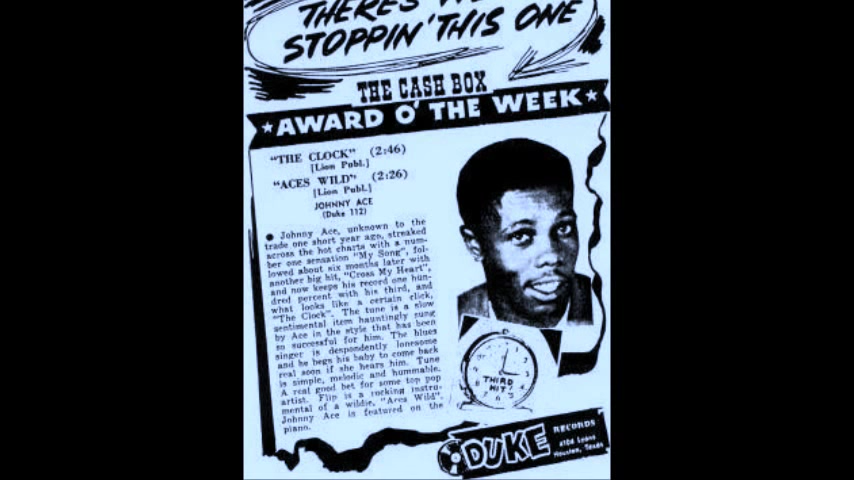 THERE'S
STOPPIN' THIS ONE
THE CASH BOX
★AWARD O' THE WEEK★
"THE CLOCK" (2:46)
[Lion Publ.]
"ACES WILD" (2:26)
[Lion Publ.]
JOHNNY ACE
(Duke 112)
● Johnny Ace, unknown to the
trade one short year ago, streaked
across the hot charts with a num-
ber one sensation "My Song", fol-
lowed about six months later with
another big hit, "Cross My Heart",
and now keeps his record one hun-
dred percent with his third, and
what looks like a certain click,
"The Clock". The tune is a slow
sentimental item hauntingly sung
by Ace in the style that has been
so successful for him. The blues
singer is despondently lonesome
and he begs his baby to come back
real soon if she hears him. Tune
is simple, melodic and hummable.
A real good bet for some top pop
artist. Flip is a rocking instru-
mental of a wildie, "Aces Wild".
Johnny Ace is featured on the
piano.
THIRD
HIT!
DUKE
RECORDS
Lyons
Houston, Texas